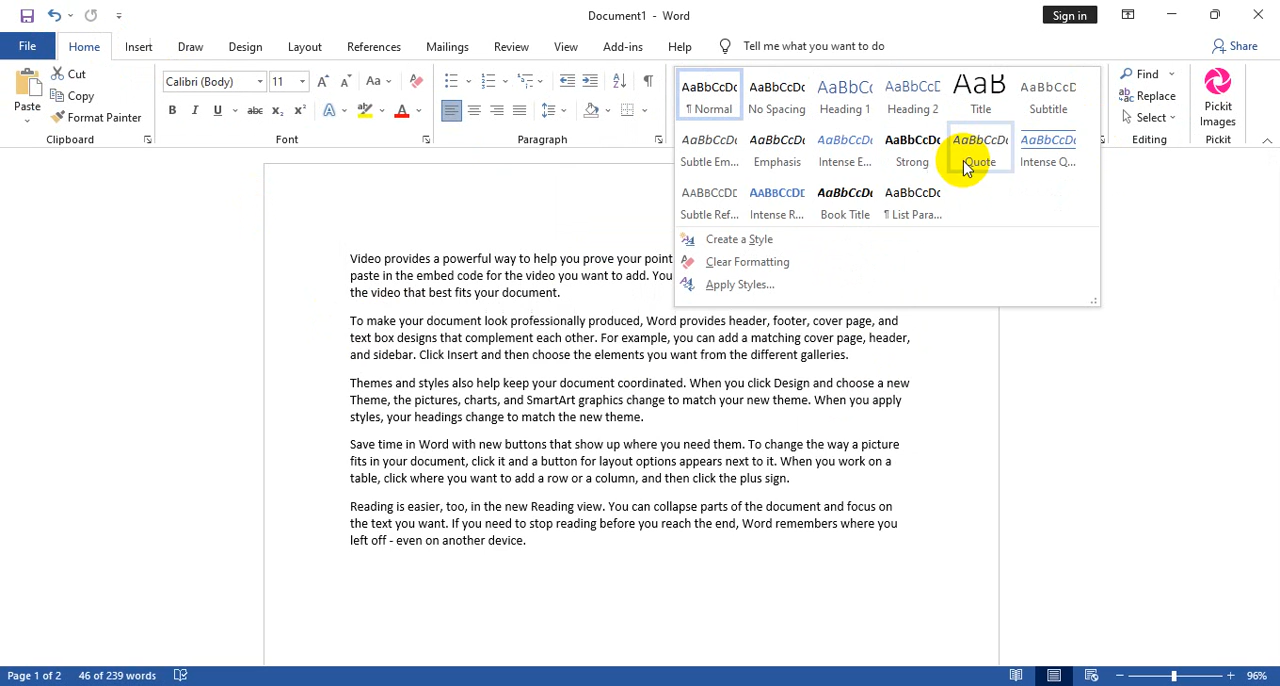 Document1 - Word
Sign in
File Home Insert Draw Design Layout References Mailings Review View Add-ins Help Tell me what you want to do Share
Paste
Cut
Copy
Format Painter
Clipboard
Calibri (Body) 11
Aa
B I U abc x₂ x² A A
Font
Paragraph
AaBbCcDc AaBbCcDc AaBbCc AaBbCcD AaB AaBbCcD
¶ Normal No Spacing Heading 1 Heading 2 Title Subtitle
AaBbCcDc AaBbCcDc AaBbCcDc AaBbCcDc AaBbCcDc AaBbCcDc
Subtle Em... Emphasis Intense E... Strong Quote Intense Q...
AaBbCcDd AaBbCcDd AaBbCcDc AaBbCcDc
Subtle Ref... Intense R... Book Title ¶ List Para...
Create a Style
Clear Formatting
Apply Styles...
Find
Replace
Select
Editing
Pickit
Images
Pickit
Video provides a powerful way to help you prove your point
paste in the embed code for the video you want to add. You
the video that best fits your document.
To make your document look professionally produced, Word provides header, footer, cover page, and
text box designs that complement each other. For example, you can add a matching cover page, header,
and sidebar. Click Insert and then choose the elements you want from the different galleries.
Themes and styles also help keep your document coordinated. When you click Design and choose a new
Theme, the pictures, charts, and SmartArt graphics change to match your new theme. When you apply
styles, your headings change to match the new theme.
Save time in Word with new buttons that show up where you need them. To change the way a picture
fits in your document, click it and a button for layout options appears next to it. When you work on a
table, click where you want to add a row or a column, and then click the plus sign.
Reading is easier, too, in the new Reading view. You can collapse parts of the document and focus on
the text you want. If you need to stop reading before you reach the end, Word remembers where you
left off - even on another device.
Page 1 of 2 46 of 239 words 96%